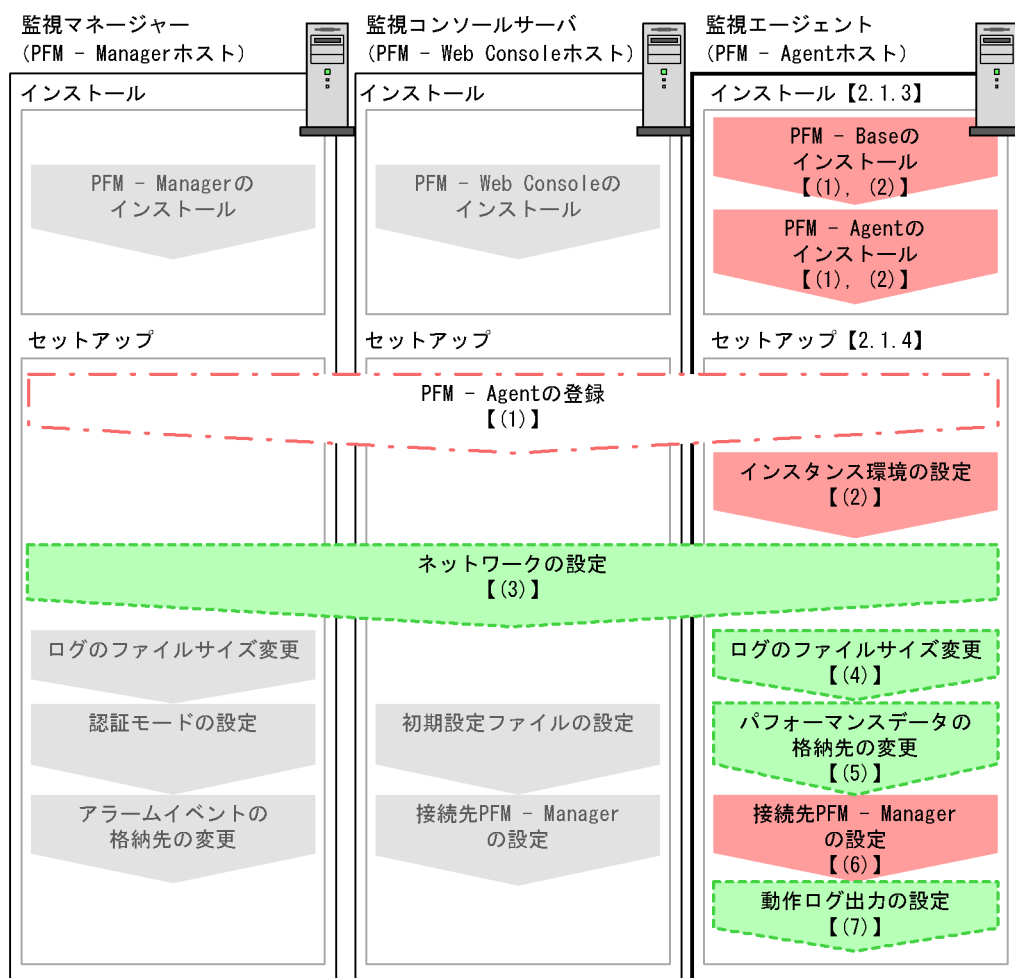 監視マネージャー
(PFM - Managerホスト)
インストール
PFM - Managerの
インストール
セットアップ
監視コンソールサーバ
(PFM - Web Consoleホスト)
インストール
PFM - Web Consoleの
インストール
セットアップ
監視エージェント
(PFM - Agentホスト)
インストール【2.1.3】
PFM - Baseの
インストール
【(1), (2)】
PFM - Agentの
インストール
【(1), (2)】
セットアップ【2.1.4】
PFM - Agentの登録
【(1)】
インスタンス環境の設定
【(2)】
ネットワークの設定
【(3)】
ログのファイルサイズ変更
認証モードの設定
アラームイベントの
格納先の変更
初期設定ファイルの設定
接続先PFM - Manager
の設定
ログのファイルサイズ変更
【(4)】
パフォーマンスデータの
格納先の変更
【(5)】
接続先PFM - Manager
の設定
【(6)】
動作ログ出力の設定
【(7)】